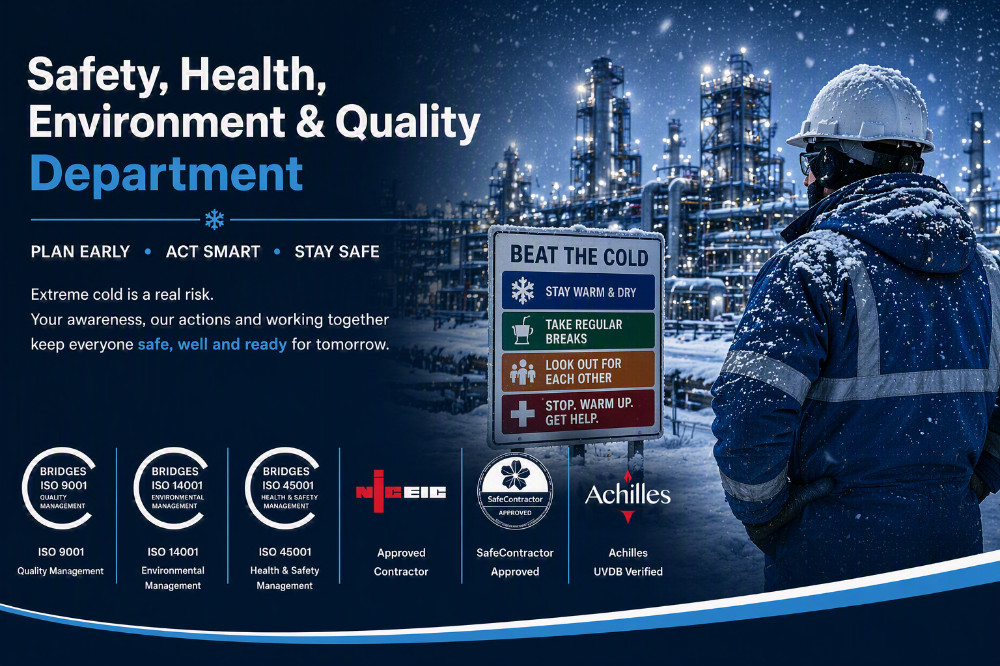 Safety, Health,
Environment & Quality
Department
PLAN EARLY • ACT SMART • STAY SAFE
Extreme cold is a real risk.
Your awareness, our actions and working together
keep everyone safe, well and ready for tomorrow.
BEAT THE COLD
STAY WARM & DRY
TAKE REGULAR
BREAKS
LOOK OUT FOR
EACH OTHER
STOP. WARM UP.
GET HELP.
BRIDGES
ISO 9001
QUALITY
MANAGEMENT
ISO 9001
Quality Management
BRIDGES
ISO 14001
ENVIRONMENTAL
MANAGEMENT
ISO 14001
Environmental
Management
BRIDGES
ISO 45001
HEALTH & SAFETY
MANAGEMENT
ISO 45001
Health & Safety
Management
NICEIC
Approved
Contractor
SafeContractor
APPROVED
SafeContractor
Approved
Achilles
Achilles
UVDB Verified